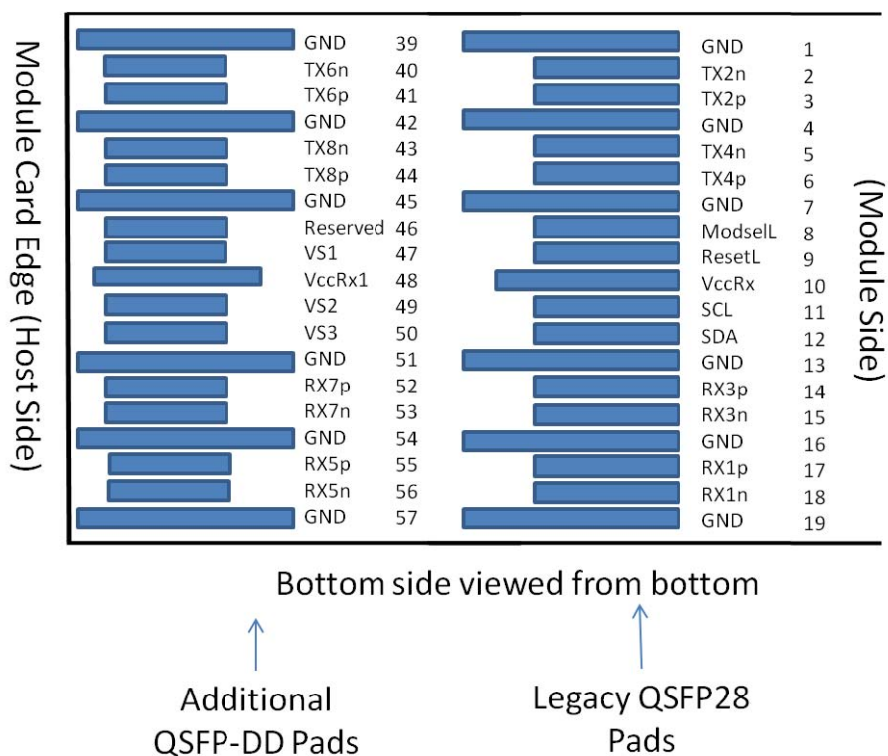 Module Card Edge (Host Side)
GND 39 GND 1
TX6n 40 TX2n 2
TX6p 41 TX2p 3
GND 42 GND 4
TX8n 43 TX4n 5
TX8p 44 TX4p 6
GND 45 GND 7
Reserved 46 ModselL 8
VS1 47 ResetL 9
VccRx1 48 VccRx 10
VS2 49 SCL 11
VS3 50 SDA 12
GND 51 GND 13
RX7p 52 RX3p 14
RX7n 53 RX3n 15
GND 54 GND 16
RX5p 55 RX1p 17
RX5n 56 RX1n 18
GND 57 GND 19
(Module Side)
Bottom side viewed from bottom
Additional
QSFP-DD Pads
Legacy QSFP28
Pads